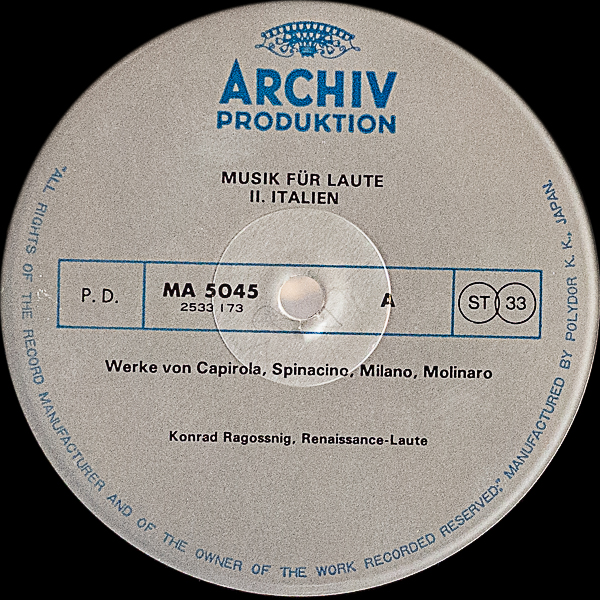 ARCHIV
PRODUKTION
MUSIK FÜR LAUTE
II. ITALIEN
P. D.
MA 5045
2533 173
A
ST 33
Werke von Capirola, Spinacino, Milano, Molinaro
Konrad Ragossnig, Renaissance-Laute
"ALL RIGHTS OF THE RECORD MANUFACTURER AND OF THE OWNER OF THE WORK RECORDED RESERVED." MANUFACTURED BY POLYDOR K. K., JAPAN.